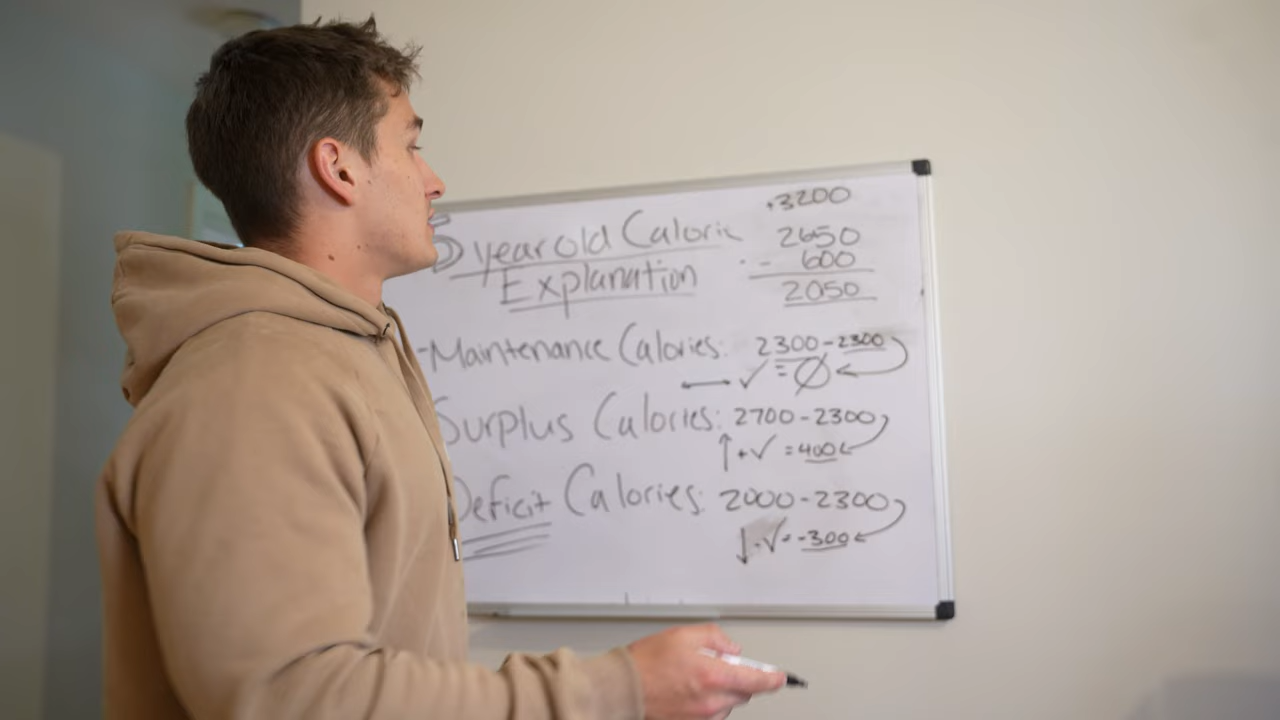 year old Caloric
Explanation
+3200
2650
- 600
2050
-Maintenance Calories: 2300-2300
✓ = Ø
Surplus Calories: 2700-2300
↑+✓ = 400
Deficit Calories: 2000-2300
↓-✓ = -300